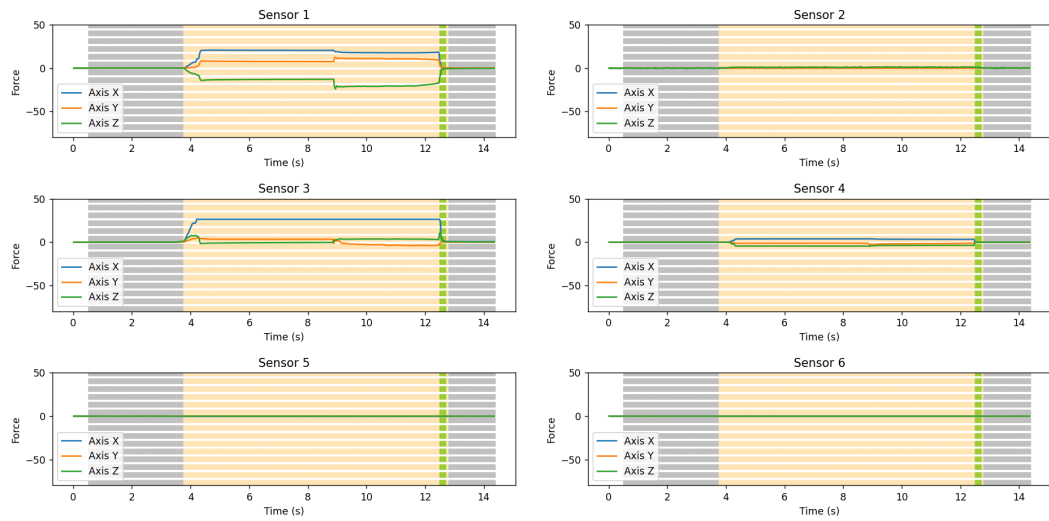 Sensor 1
50
0
−50
Force
Axis X
Axis Y
Axis Z
0 2 4 6 8 10 12 14
Time (s)
Sensor 2
50
0
−50
Force
Axis X
Axis Y
Axis Z
0 2 4 6 8 10 12 14
Time (s)
Sensor 3
50
0
−50
Force
Axis X
Axis Y
Axis Z
0 2 4 6 8 10 12 14
Time (s)
Sensor 4
50
0
−50
Force
Axis X
Axis Y
Axis Z
0 2 4 6 8 10 12 14
Time (s)
Sensor 5
50
0
−50
Force
Axis X
Axis Y
Axis Z
0 2 4 6 8 10 12 14
Time (s)
Sensor 6
50
0
−50
Force
Axis X
Axis Y
Axis Z
0 2 4 6 8 10 12 14
Time (s)